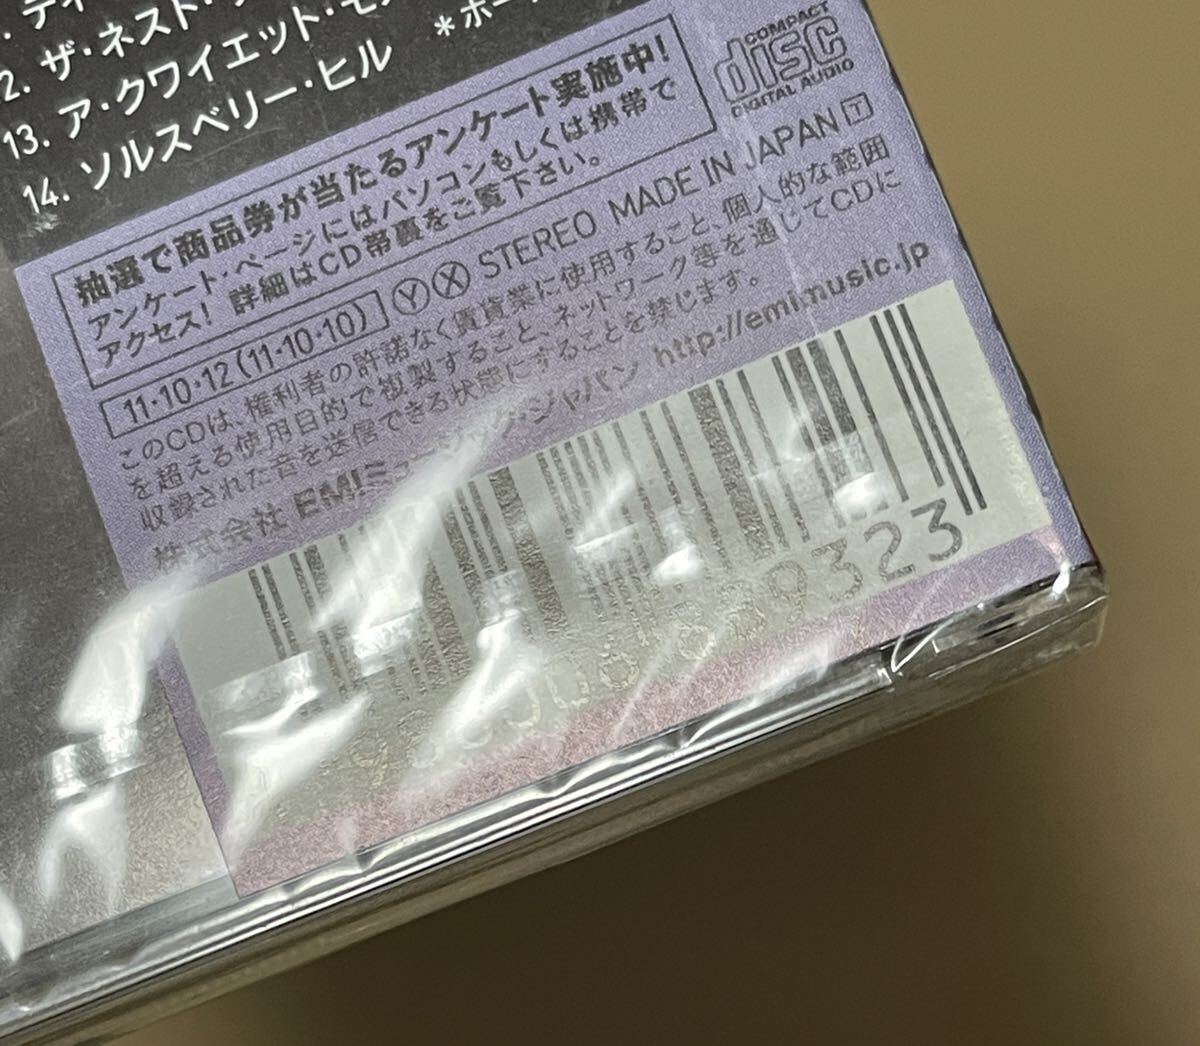 12. ザ・ネスト・
13. ア・クワイエット・モ
14. ソルスベリー・ヒル
*ボー
COMPACT
disc
DIGITAL AUDIO
抽選で商品券が当たるアンケート実施中!
アンケート・ページにはパソコンもしくは携帯で
アクセス! 詳細はCD帯裏をご覧下さい。
11・10・12 (11・10・10) Ⓨ Ⓧ STEREO MADE IN JAPAN T
このCDは、権利者の許諾なく賃貸業に使用すること、個人的な範囲
を超える使用目的で複製すること、ネットワーク等を通じてCDに
収録された音を送信できる状態にすることを禁じます。
株式会社 EMIミュージック・ジャパン http://emimusic.jp
9323